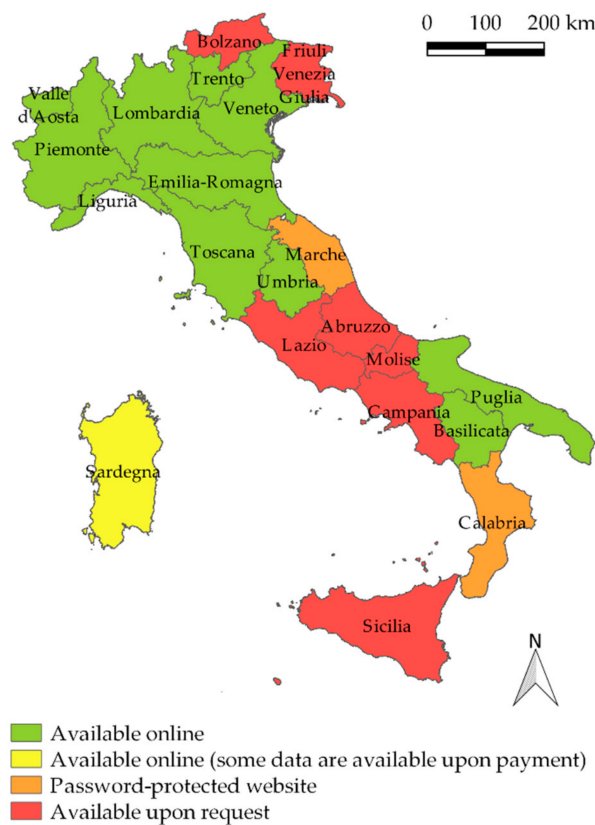 0 100 200 km
Bolzano
Friuli
Venezia
Giulia
Trento
Valle
d'Aosta
Lombardia
Veneto
Piemonte
Emilia-Romagna
Liguria
Toscana
Marche
Umbria
Abruzzo
Lazio
Molise
Campania
Puglia
Basilicata
Sardegna
Calabria
Sicilia
N
Available online
Available online (some data are available upon payment)
Password-protected website
Available upon request